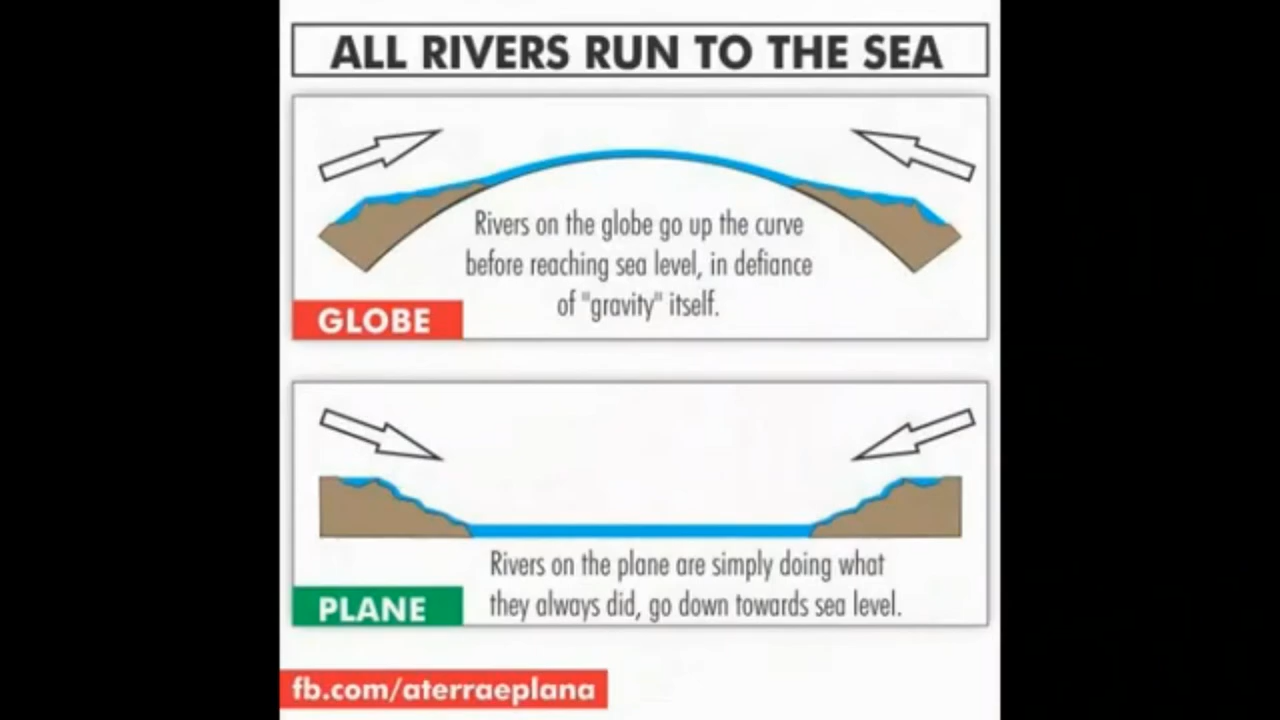 ALL RIVERS RUN TO THE SEA
Rivers on the globe go up the curve
before reaching sea level, in defiance
of "gravity" itself.
GLOBE
Rivers on the plane are simply doing what
they always did, go down towards sea level.
PLANE
fb.com/aterraeplana